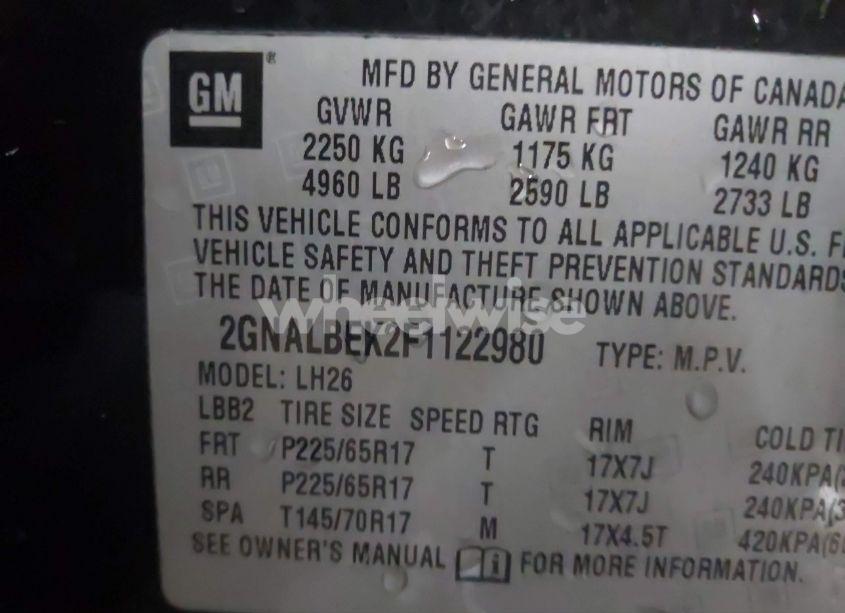 GM ®
MFD BY GENERAL MOTORS OF CANADA
GVWR GAWR FRT GAWR RR
2250 KG 1175 KG 1240 KG
4960 LB 2590 LB 2733 LB
THIS VEHICLE CONFORMS TO ALL APPLICABLE U.S. F
VEHICLE SAFETY AND THEFT PREVENTION STANDARDS
THE DATE OF MANUFACTURE SHOWN ABOVE.
wheelwise
2GNALBEK2F1122980 TYPE: M.P.V.
MODEL: LH26
LBB2 TIRE SIZE SPEED RTG RIM COLD TI
FRT P225/65R17 T 17X7J 240KPA(
RR P225/65R17 T 17X7J 240KPA(3
SPA T145/70R17 M 17X4.5T 420KPA(6
SEE OWNER'S MANUAL FOR MORE INFORMATION.